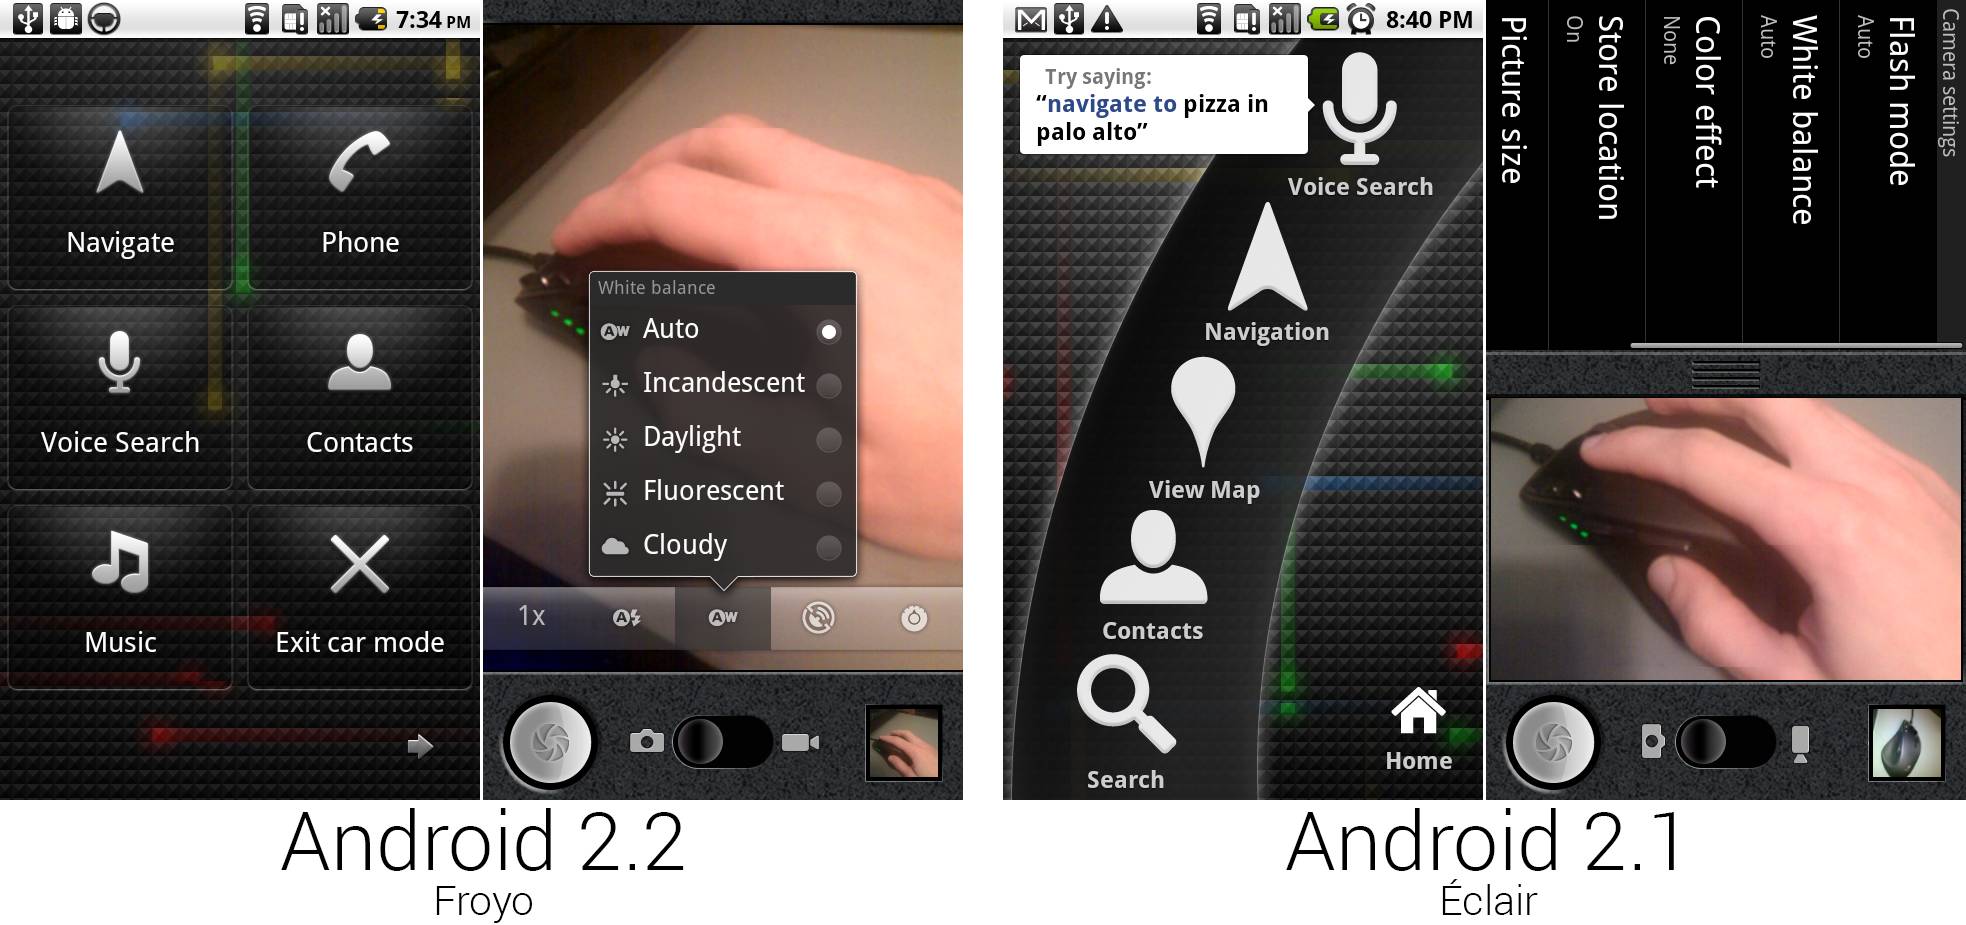 7:34 PM
Navigate
Phone
Voice Search
Contacts
Music
Exit car mode
White balance
AW Auto
Incandescent
Daylight
Fluorescent
Cloudy
1x
A
AW
8:40 PM
Try saying:
“navigate to pizza in
palo alto”
Voice Search
Navigation
View Map
Contacts
Search
Home
Camera settings
Flash mode
Auto
White balance
Auto
Color effect
None
Store location
On
Picture size
Android 2.2
Froyo
Android 2.1
Éclair